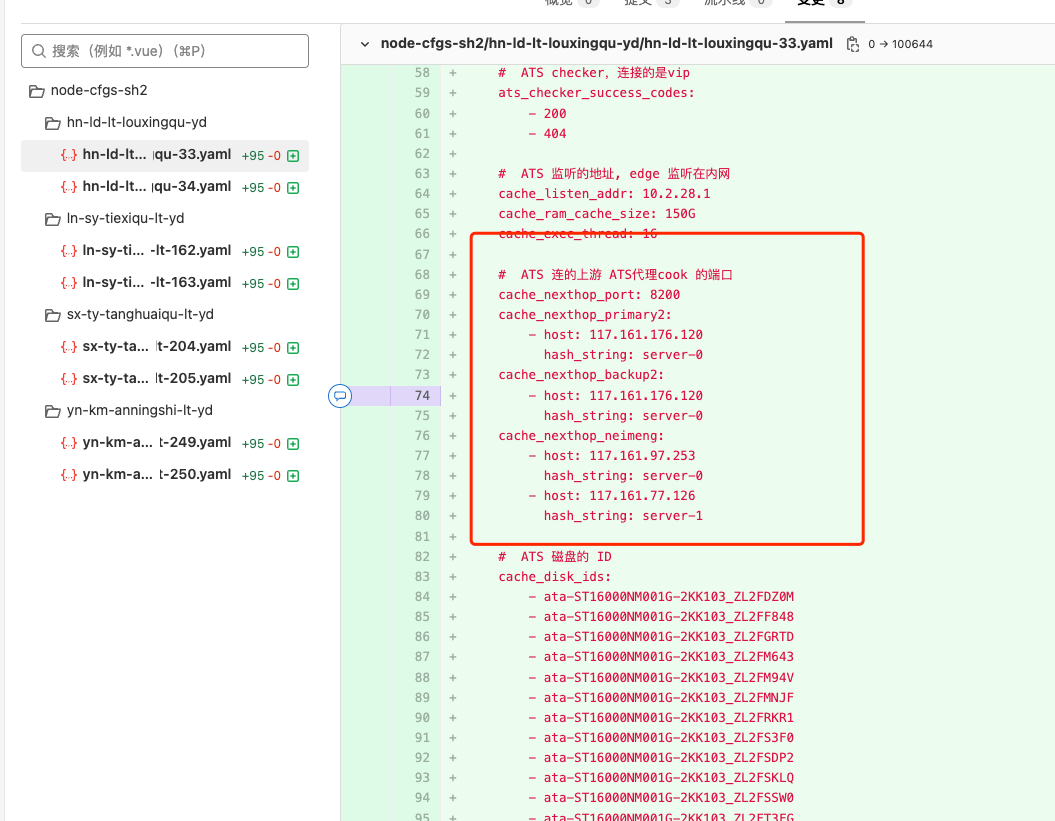 概览 0 提交 3 流水线 0 变更 8
搜索（例如 *.vue）（⌘P）
node-cfgs-sh2
hn-ld-lt-louxingqu-yd
{..} hn-ld-lt... ıqu-33.yaml +95 -0
{..} hn-ld-lt... ıqu-34.yaml +95 -0
ln-sy-tiexiqu-lt-yd
{..} ln-sy-ti... -lt-162.yaml +95 -0
{..} ln-sy-ti... -lt-163.yaml +95 -0
sx-ty-tanghuaiqu-lt-yd
{..} sx-ty-ta... lt-204.yaml +95 -0
{..} sx-ty-ta... lt-205.yaml +95 -0
yn-km-anningshi-lt-yd
{..} yn-km-a... t-249.yaml +95 -0
{..} yn-km-a... t-250.yaml +95 -0
node-cfgs-sh2/hn-ld-lt-louxingqu-yd/hn-ld-lt-louxingqu-33.yaml 0 → 100644
58 + # ATS checker，连接的是vip
59 + ats_checker_success_codes:
60 + - 200
61 + - 404
62 +
63 + # ATS 监听的地址, edge 监听在内网
64 + cache_listen_addr: 10.2.28.1
65 + cache_ram_cache_size: 150G
66 + cache_exec_thread: 16
67 +
68 + # ATS 连的上游 ATS代理cook 的端口
69 + cache_nexthop_port: 8200
70 + cache_nexthop_primary2:
71 + - host: 117.161.176.120
72 + hash_string: server-0
73 + cache_nexthop_backup2:
74 + - host: 117.161.176.120
75 + hash_string: server-0
76 + cache_nexthop_neimeng:
77 + - host: 117.161.97.253
78 + hash_string: server-0
79 + - host: 117.161.77.126
80 + hash_string: server-1
81 +
82 + # ATS 磁盘的 ID
83 + cache_disk_ids:
84 + - ata-ST16000NM001G-2KK103_ZL2FDZ0M
85 + - ata-ST16000NM001G-2KK103_ZL2FF848
86 + - ata-ST16000NM001G-2KK103_ZL2FGRTD
87 + - ata-ST16000NM001G-2KK103_ZL2FM643
88 + - ata-ST16000NM001G-2KK103_ZL2FM94V
89 + - ata-ST16000NM001G-2KK103_ZL2FMNJF
90 + - ata-ST16000NM001G-2KK103_ZL2FRKR1
91 + - ata-ST16000NM001G-2KK103_ZL2FS3F0
92 + - ata-ST16000NM001G-2KK103_ZL2FSDP2
93 + - ata-ST16000NM001G-2KK103_ZL2FSKLQ
94 + - ata-ST16000NM001G-2KK103_ZL2FSSW0
95 + - ata-ST16000NM001G-2KK103_ZL2FT3FG